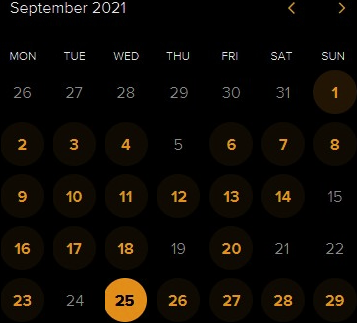 September 2021
MON TUE WED THU FRI SAT SUN
26 27 28 29 30 31 1
2 3 4 5 6 7 8
9 10 11 12 13 14 15
16 17 18 19 20 21 22
23 24 25 26 27 28 29